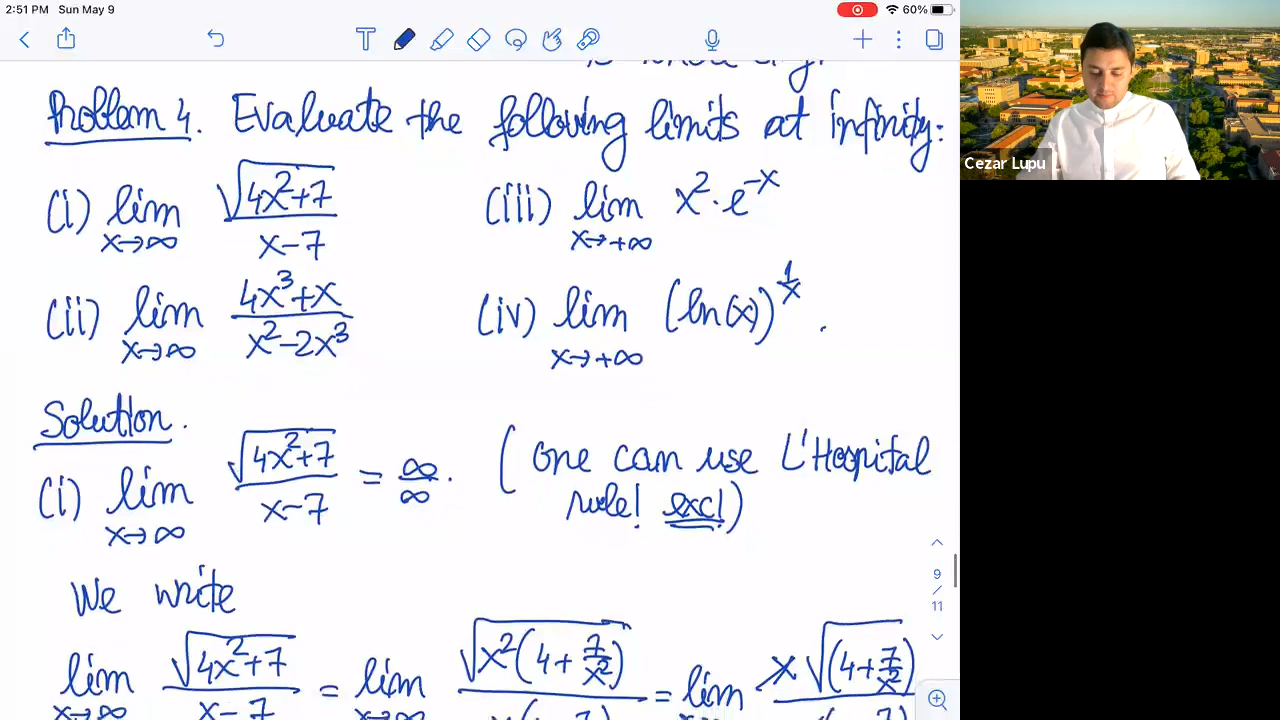 2:51 PM Sun May 9
60%
Problem 4. Evaluate the following limits at infinity:
(i) lim x→∞ √(4x²+7) / (x-7)
(iii) lim x→+∞ x²·e^-x
(ii) lim x→∞ (4x³+x) / (x²-2x³)
(iv) lim x→+∞ (ln(x))^(1/x).
Solution.
(i) lim x→∞ √(4x²+7) / (x-7) = ∞/∞. (one can use L'Hospital
rule! exc!)
We write
lim x→∞ √(4x²+7) / (x-7) = lim x→∞ √(x²(4+7/x²)) = lim x√(4+7/x²)
9
/
11
Cezar Lupu